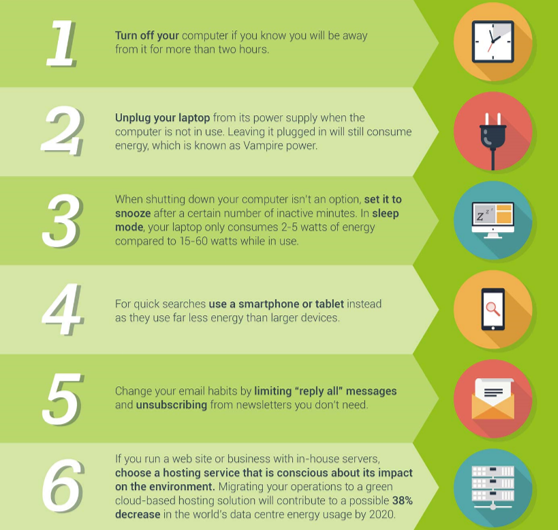 1
Turn off your computer if you know you will be away
from it for more than two hours.
2
Unplug your laptop from its power supply when the
computer is not in use. Leaving it plugged in will still consume
energy, which is known as Vampire power.
3
When shutting down your computer isn't an option, set it to
snooze after a certain number of inactive minutes. In sleep
mode, your laptop only consumes 2-5 watts of energy
compared to 15-60 watts while in use.
z z
4
For quick searches use a smartphone or tablet instead
as they use far less energy than larger devices.
5
Change your email habits by limiting "reply all" messages
and unsubscribing from newsletters you don't need.
6
If you run a web site or business with in-house servers,
choose a hosting service that is conscious about its impact
on the environment. Migrating your operations to a green
cloud-based hosting solution will contribute to a possible 38%
decrease in the world's data centre energy usage by 2020.